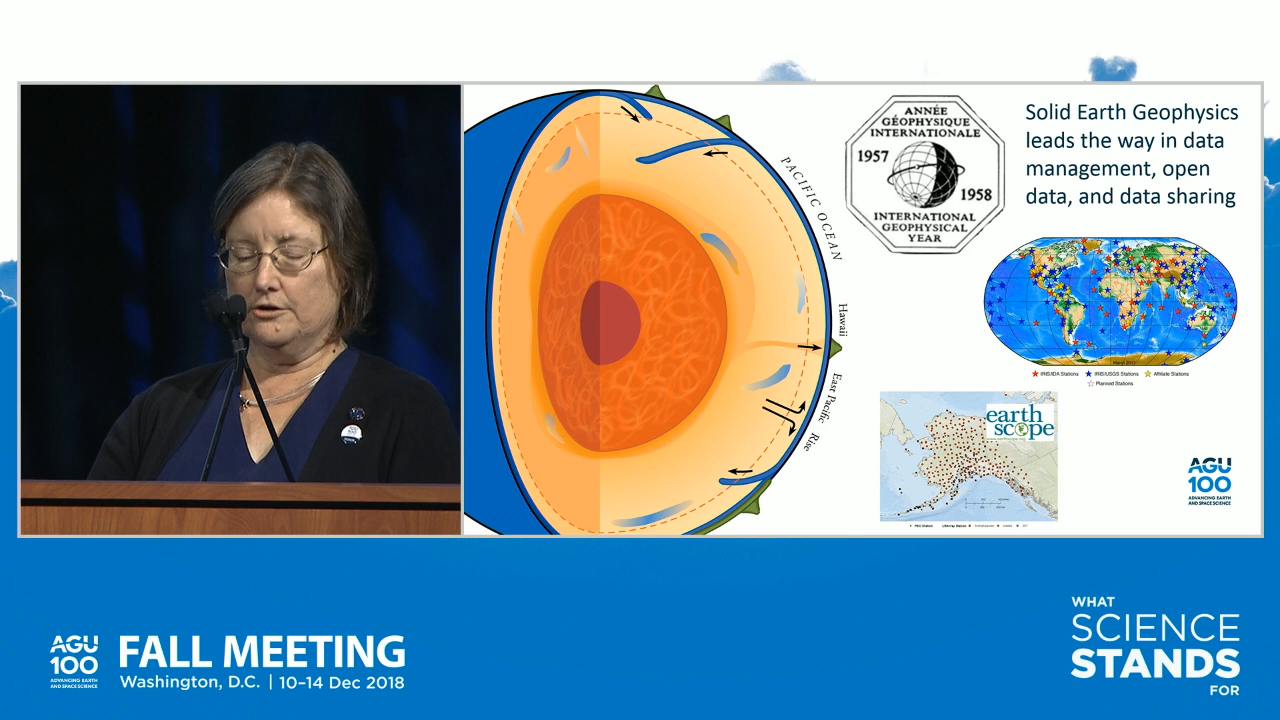 ANNÉE
GÉOPHYSIQUE
INTERNATIONALE
1957
1958
INTERNATIONAL
GEOPHYSICAL
YEAR
Solid Earth Geophysics
leads the way in data
management, open
data, and data sharing
PACIFIC OCEAN
Hawaii
East Pacific Rise
IRIS/IDA Stations
IRIS/USGS Stations
Affiliate Stations
Planned Stations
earth
scope
AGU
100
ADVANCING EARTH
AND SPACE SCIENCE
AGU
100
ADVANCING EARTH
AND SPACE SCIENCE
FALL MEETING
Washington, D.C. | 10–14 Dec 2018
WHAT
SCIENCE
STANDS
FOR